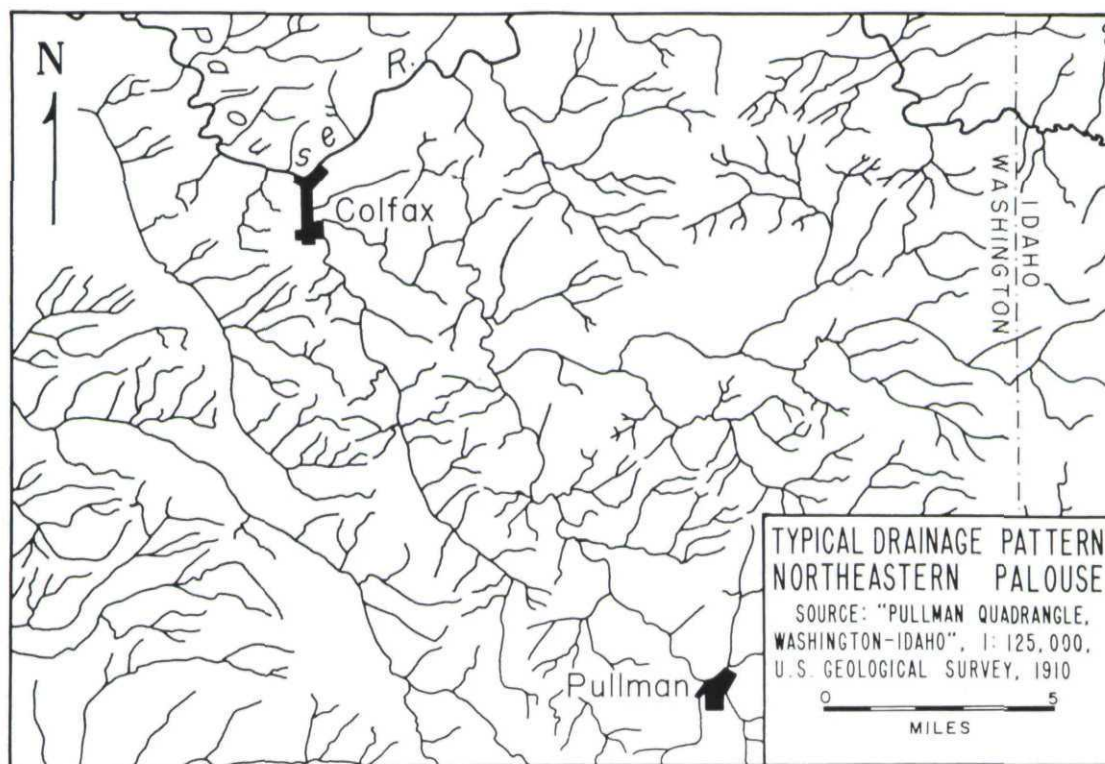 N
Palouse R.
Colfax
WASHINGTON
IDAHO
Pullman
TYPICAL DRAINAGE PATTERN
NORTHEASTERN PALOUSE
SOURCE: "PULLMAN QUADRANGLE,
WASHINGTON-IDAHO", 1:125,000,
U.S. GEOLOGICAL SURVEY, 1910
0 5
MILES